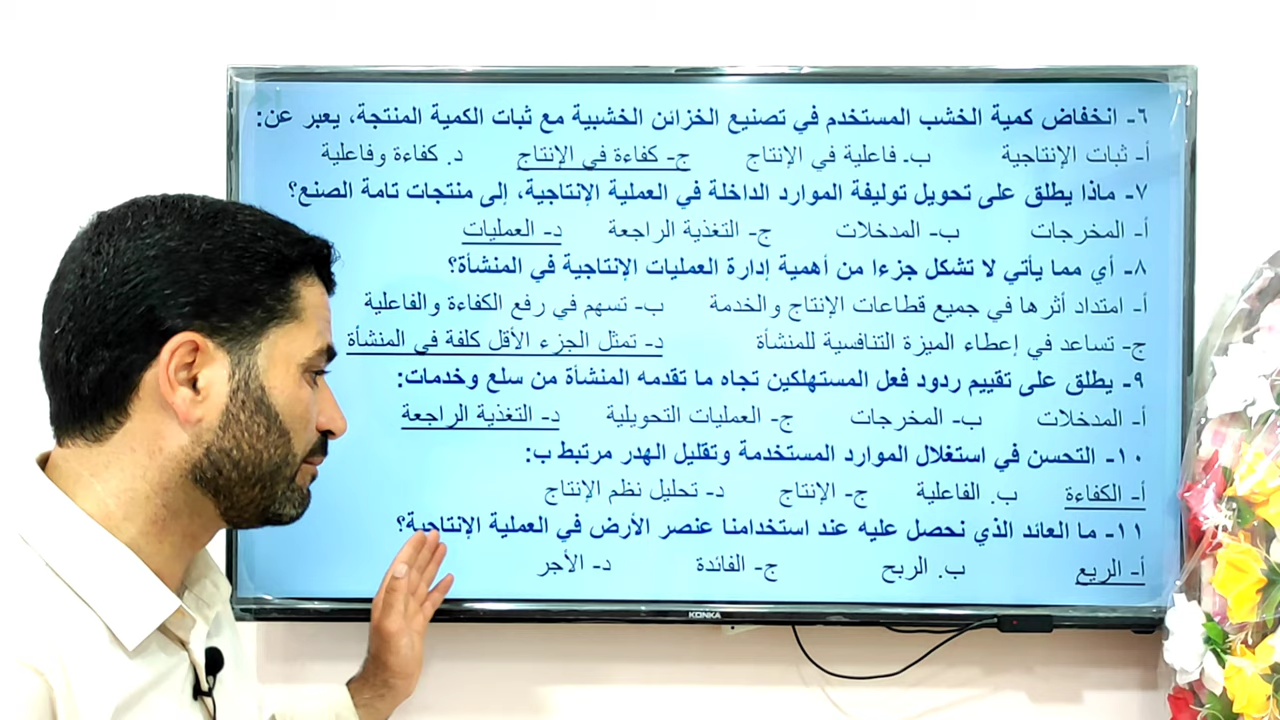 ٦- انخفاض كمية الخشب المستخدم في تصنيع الخزائن الخشبية مع ثبات الكمية المنتجة، يعبر عن:
أ- ثبات الإنتاجية ب- فاعلية في الإنتاج ج- كفاءة في الإنتاج د. كفاءة وفاعلية
٧- ماذا يطلق على تحويل توليفة الموارد الداخلة في العملية الإنتاجية، إلى منتجات تامة الصنع؟
أ- المخرجات ب- المدخلات ج- التغذية الراجعة د- العمليات
٨- أي مما يأتي لا تشكل جزءا من أهمية إدارة العمليات الإنتاجية في المنشأة؟
أ- امتداد أثرها في جميع قطاعات الإنتاج والخدمة ب- تسهم في رفع الكفاءة والفاعلية
ج- تساعد في إعطاء الميزة التنافسية للمنشأة د- تمثل الجزء الأقل كلفة في المنشأة
٩- يطلق على تقييم ردود فعل المستهلكين تجاه ما تقدمه المنشأة من سلع وخدمات:
أ- المدخلات ب- المخرجات ج- العمليات التحويلية د- التغذية الراجعة
١٠- التحسن في استغلال الموارد المستخدمة وتقليل الهدر مرتبط ب:
أ- الكفاءة ب. الفاعلية ج- الإنتاج د- تحليل نظم الإنتاج
١١- ما العائد الذي نحصل عليه عند استخدامنا عنصر الأرض في العملية الإنتاجية؟
أ- الريع ب. الربح ج- الفائدة د- الأجر
KONKA